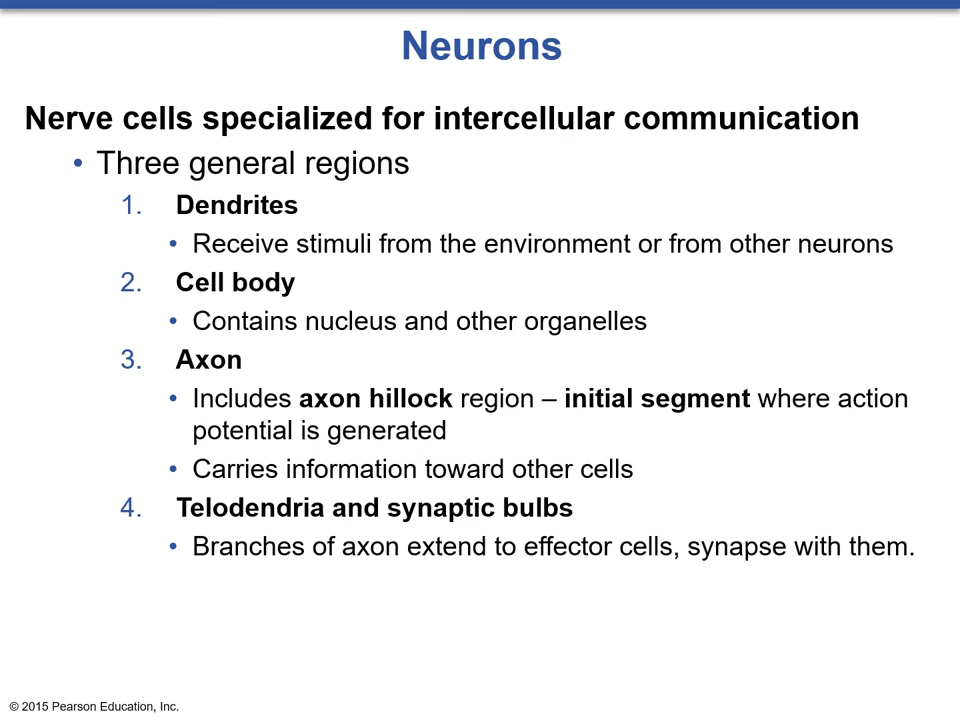 Neurons
Nerve cells specialized for intercellular communication
• Three general regions
1. Dendrites
• Receive stimuli from the environment or from other neurons
2. Cell body
• Contains nucleus and other organelles
3. Axon
• Includes axon hillock region – initial segment where action
potential is generated
• Carries information toward other cells
4. Telodendria and synaptic bulbs
• Branches of axon extend to effector cells, synapse with them.
© 2015 Pearson Education, Inc.